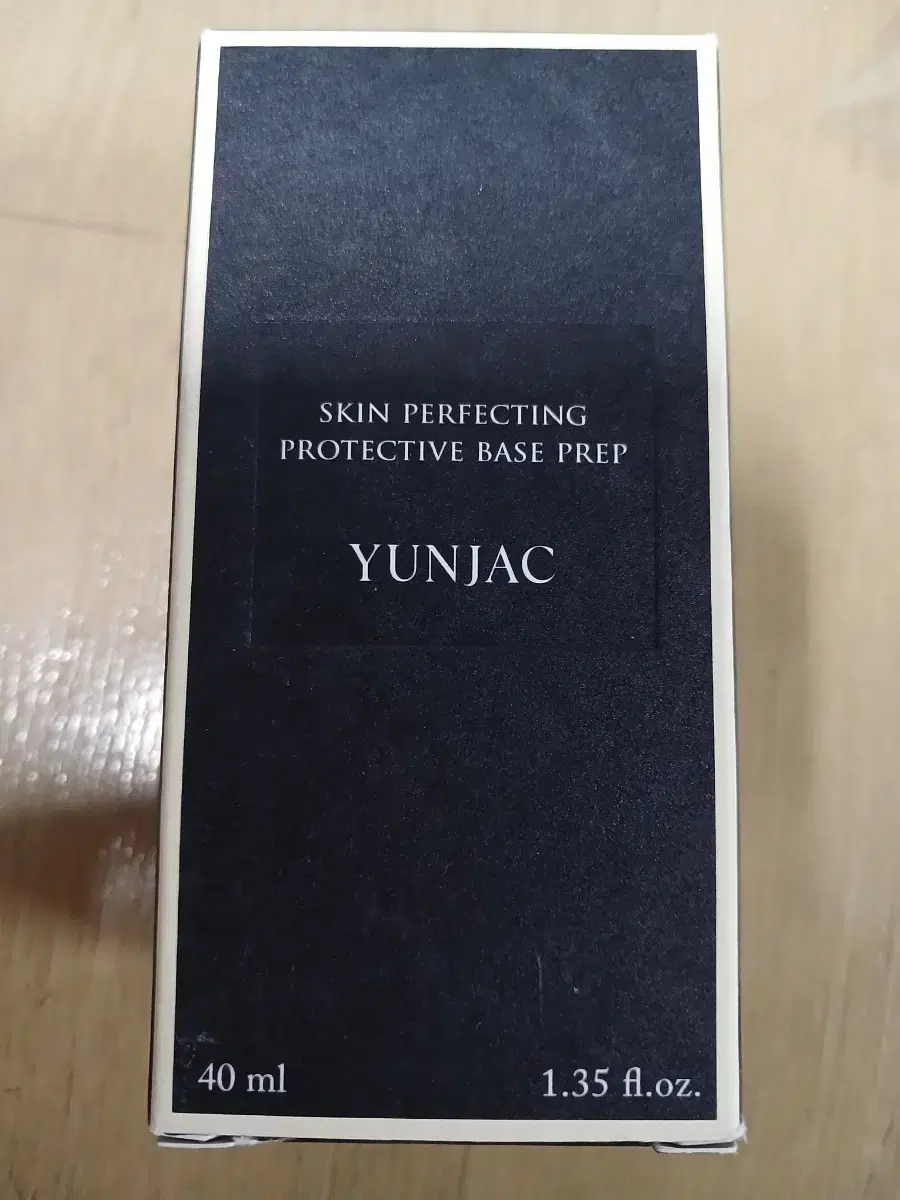 SKIN PERFECTING
PROTECTIVE BASE PREP
YUNJAC
40 ml
1.35 fl.oz.